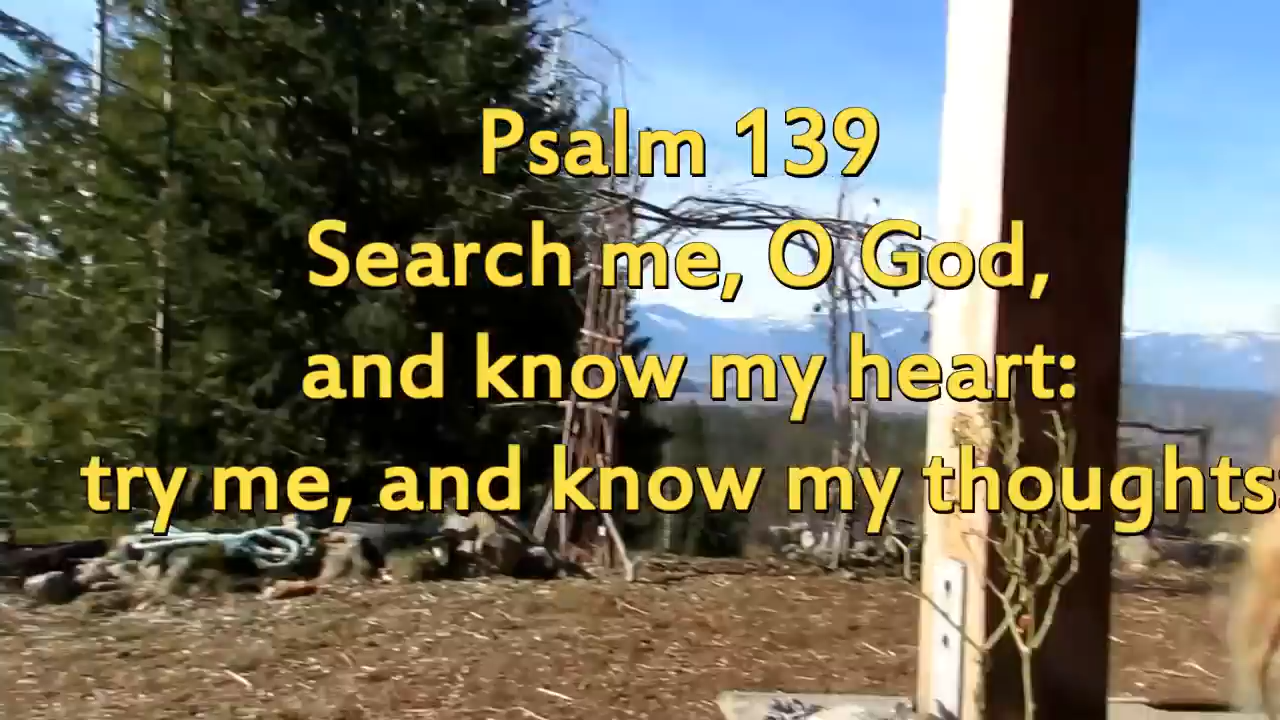 Psalm 139
Search me, O God,
and know my heart:
try me, and know my thoughts: